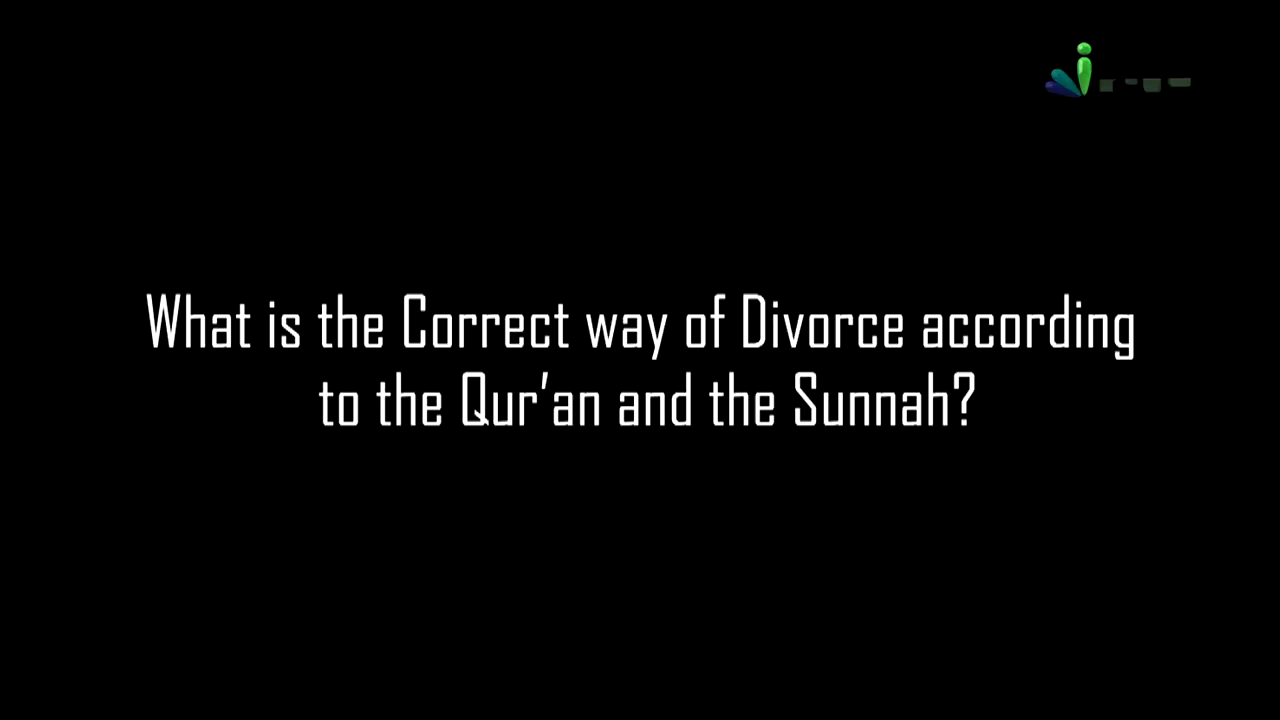 What is the Correct way of Divorce according
to the Qur’an and the Sunnah?